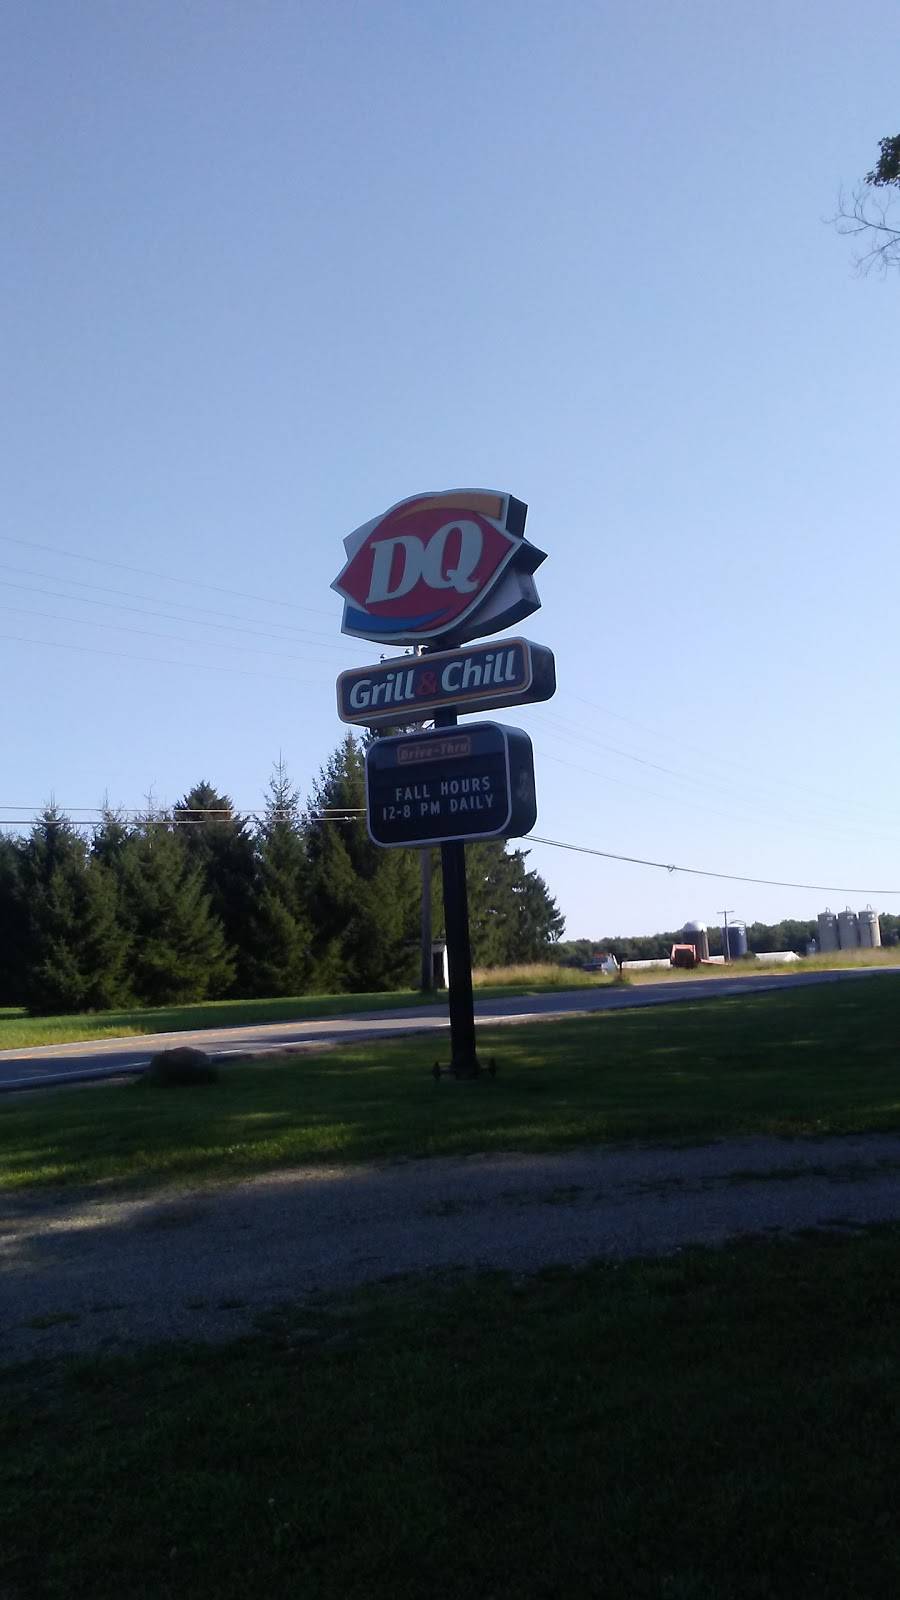 DQ
Grill & Chill
Drive-Thru
FALL HOURS
12-8 PM DAILY